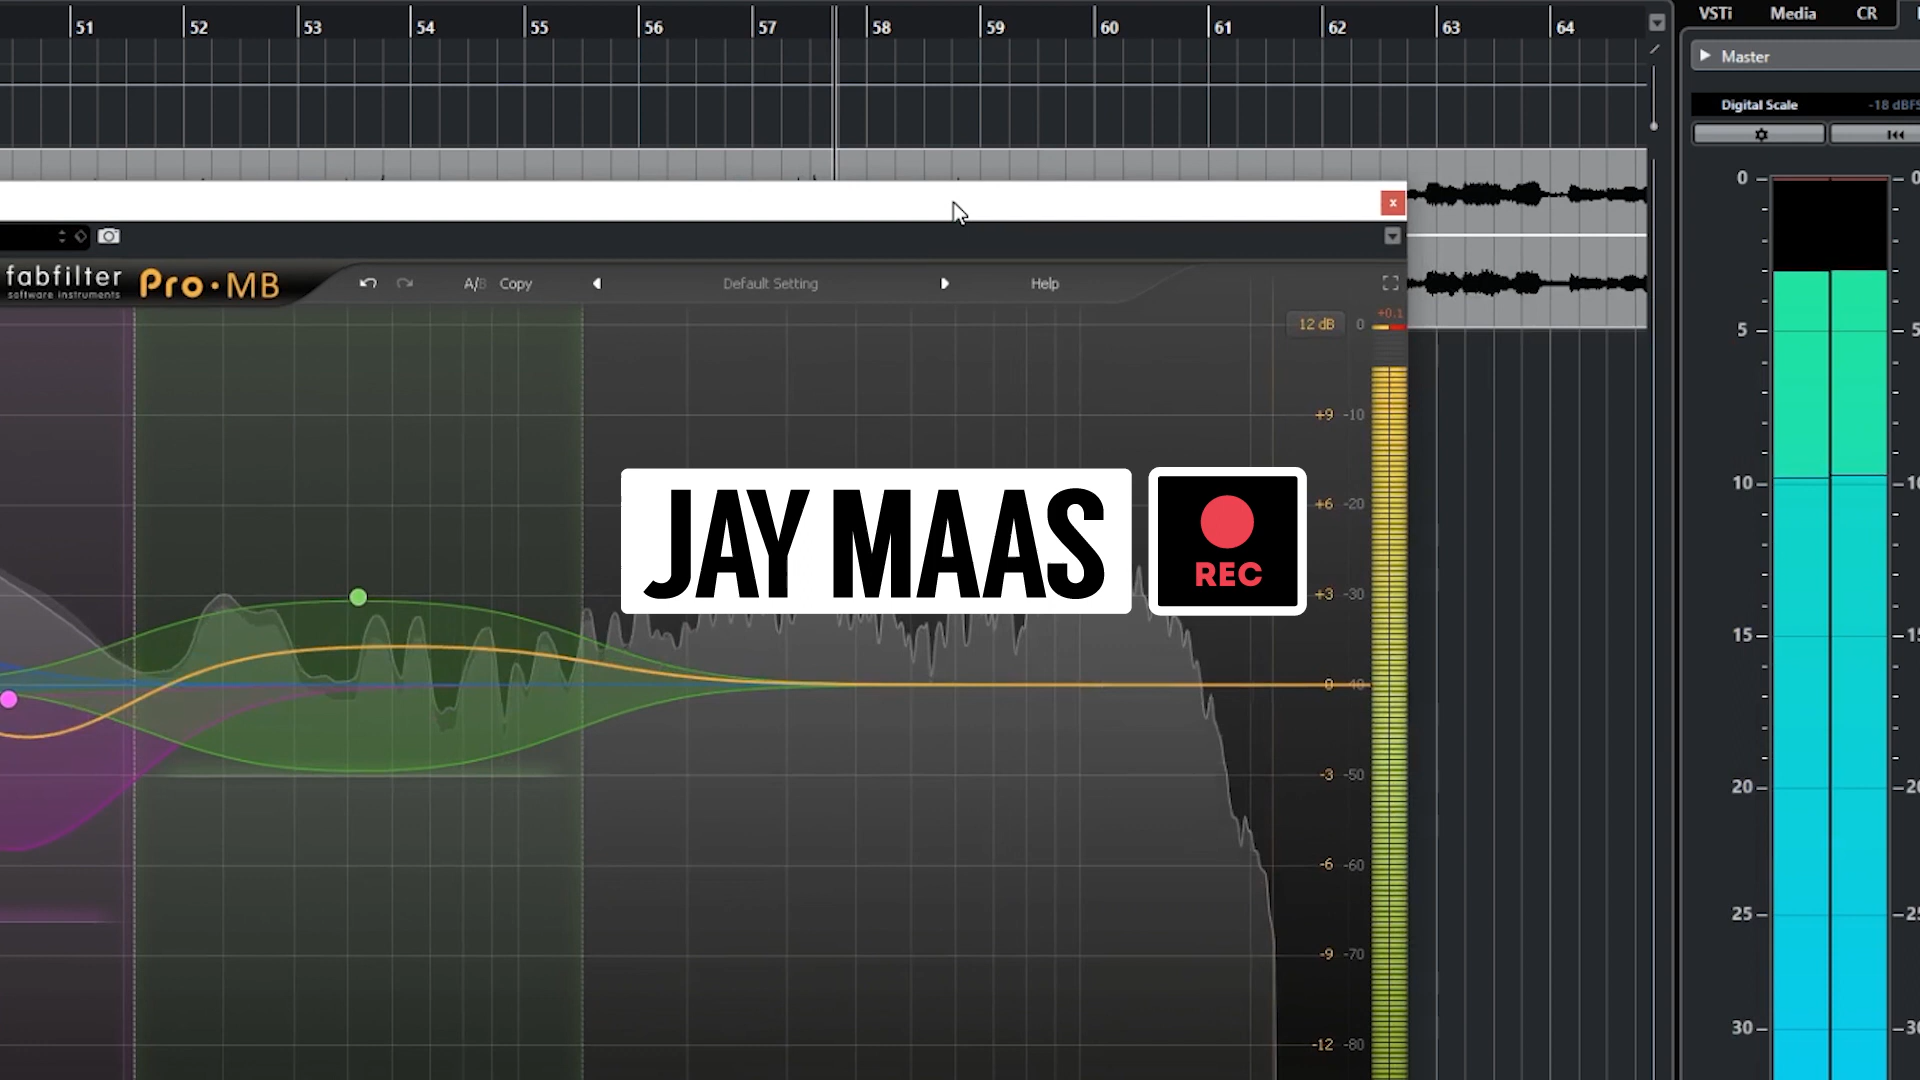 51 52 53 54 55 56 57 58 59 60 61 62 63 64
VSTi Media CR
Master
Digital Scale -18 dBFS
x
fabfilter
software instruments
Pro·MB
A/B Copy Default Setting Help
12 dB 0 +0.1
+9 -10
+6 -20
+3 -30
0 -40
-3 -50
-6 -60
-9 -70
-12 -80
JAY MAAS
REC
0
5
10
15
20
25
30